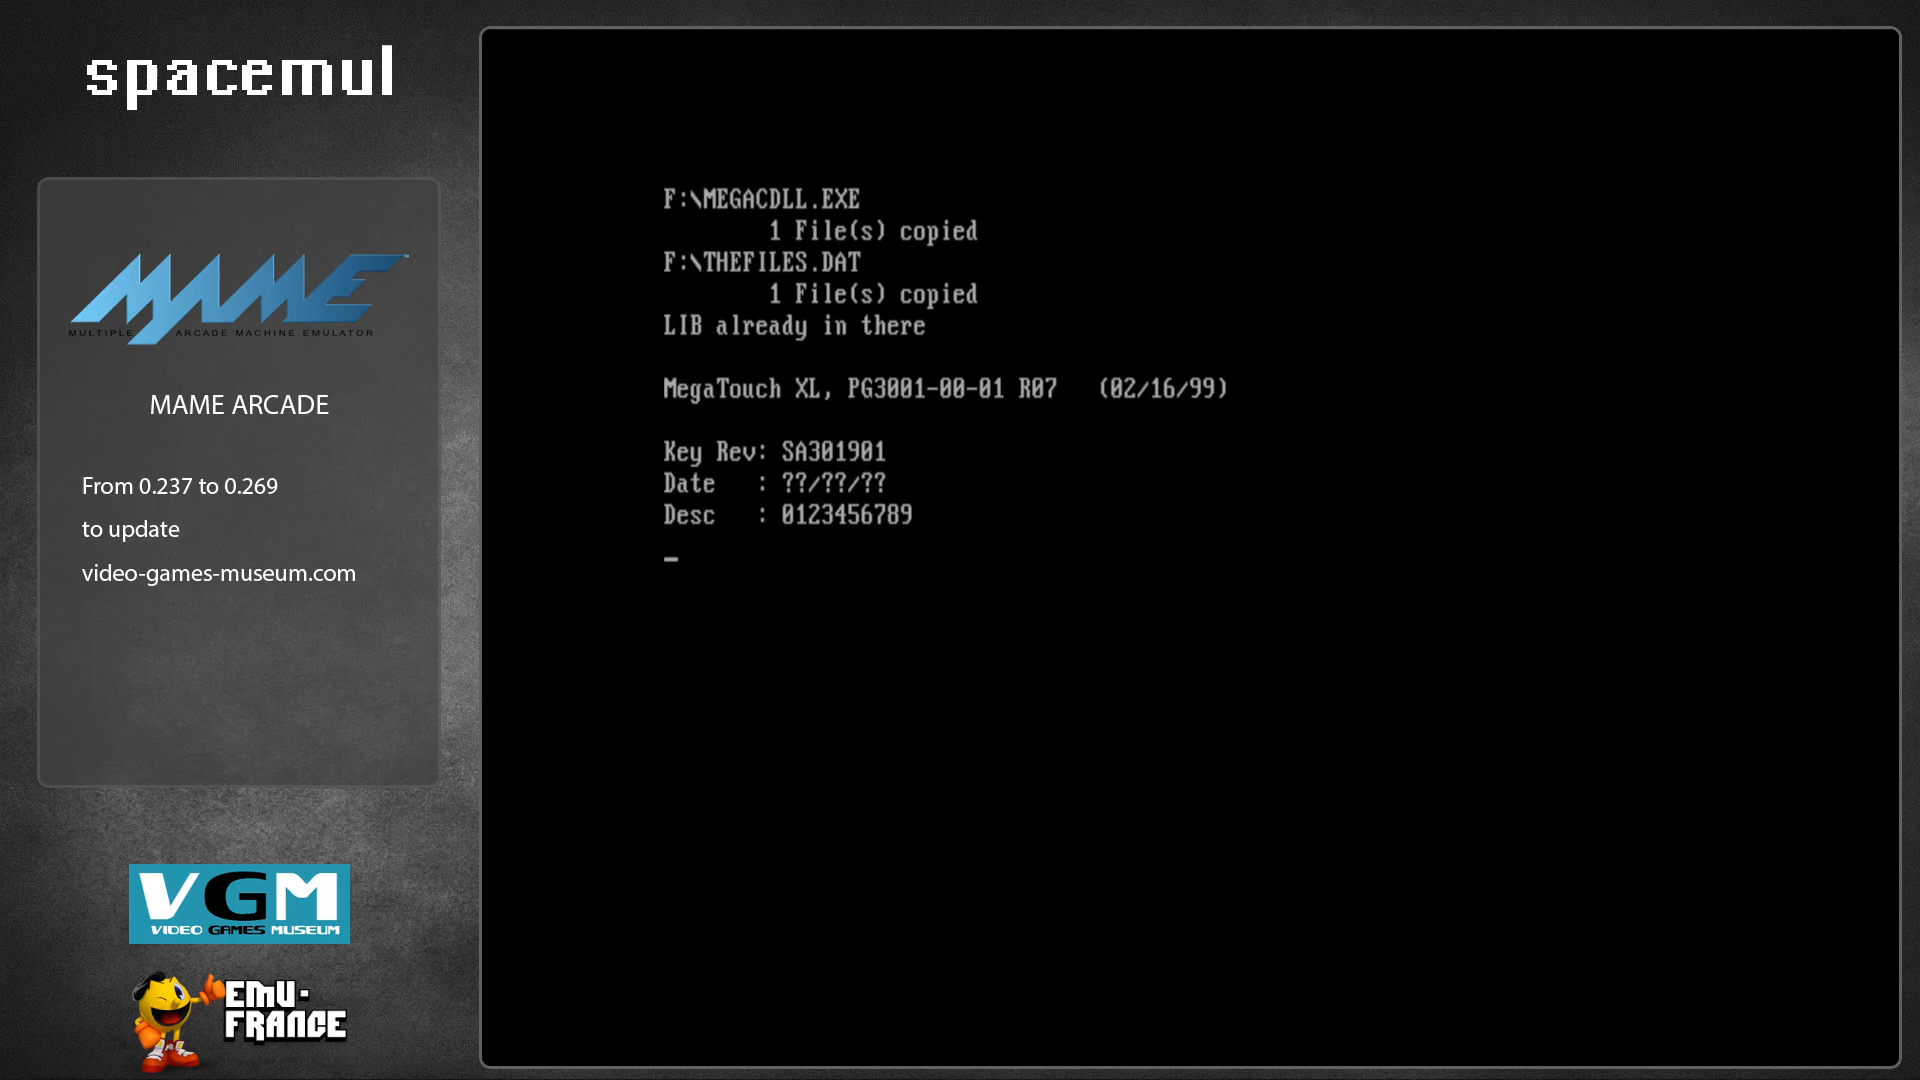 spacemul
MAME™
MULTIPLE ARCADE MACHINE EMULATOR
MAME ARCADE
From 0.237 to 0.269
to update
video-games-museum.com
VGM
VIDEO GAMES MUSEUM
EMU-
FRANCE
F:\MEGACDLL.EXE
1 File(s) copied
F:\THEFILES.DAT
1 File(s) copied
LIB already in there
MegaTouch XL, PG3001-00-01 R07 (02/16/99)
Key Rev: SA301901
Date : ??/??/??
Desc : 0123456789
_